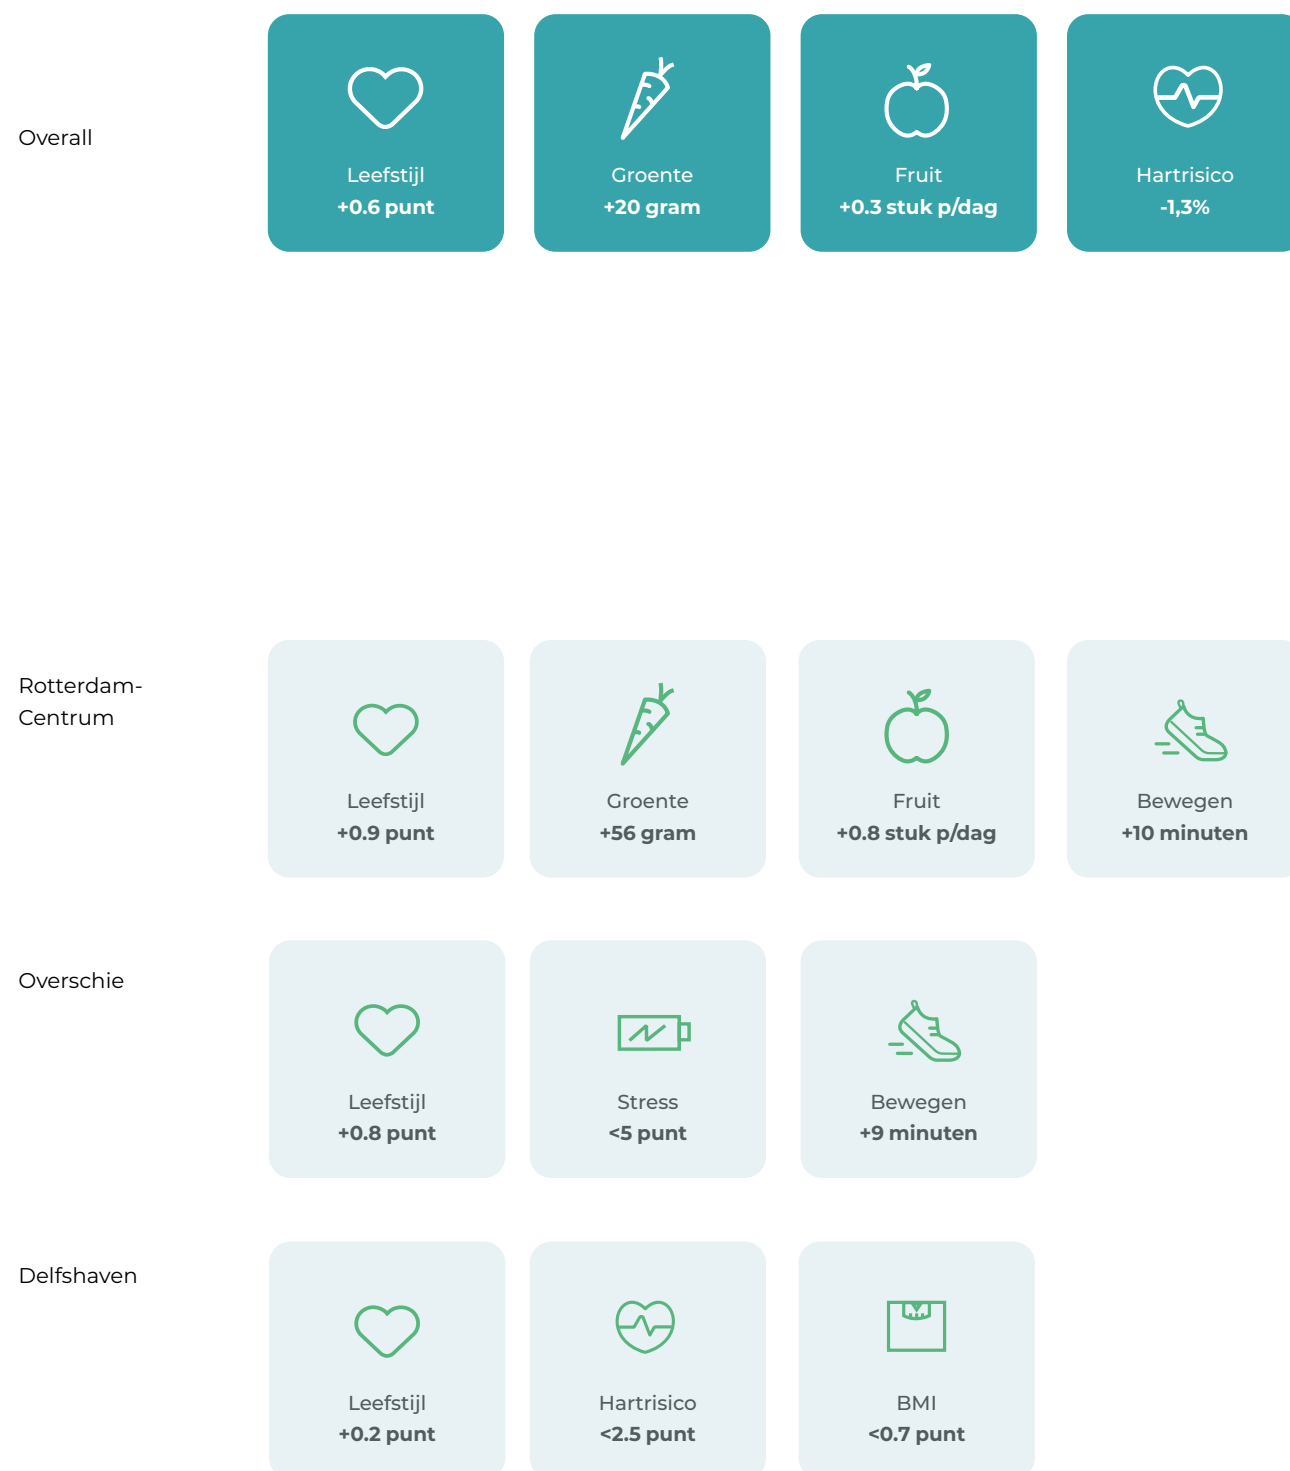 Overall
Leefstijl
+0.6 punt
Groente
+20 gram
Fruit
+0.3 stuk p/dag
Hartrisico
-1,3%
Rotterdam-
Centrum
Leefstijl
+0.9 punt
Groente
+56 gram
Fruit
+0.8 stuk p/dag
Bewegen
+10 minuten
Overschie
Leefstijl
+0.8 punt
Stress
<5 punt
Bewegen
+9 minuten
Delfshaven
Leefstijl
+0.2 punt
Hartrisico
<2.5 punt
BMI
<0.7 punt